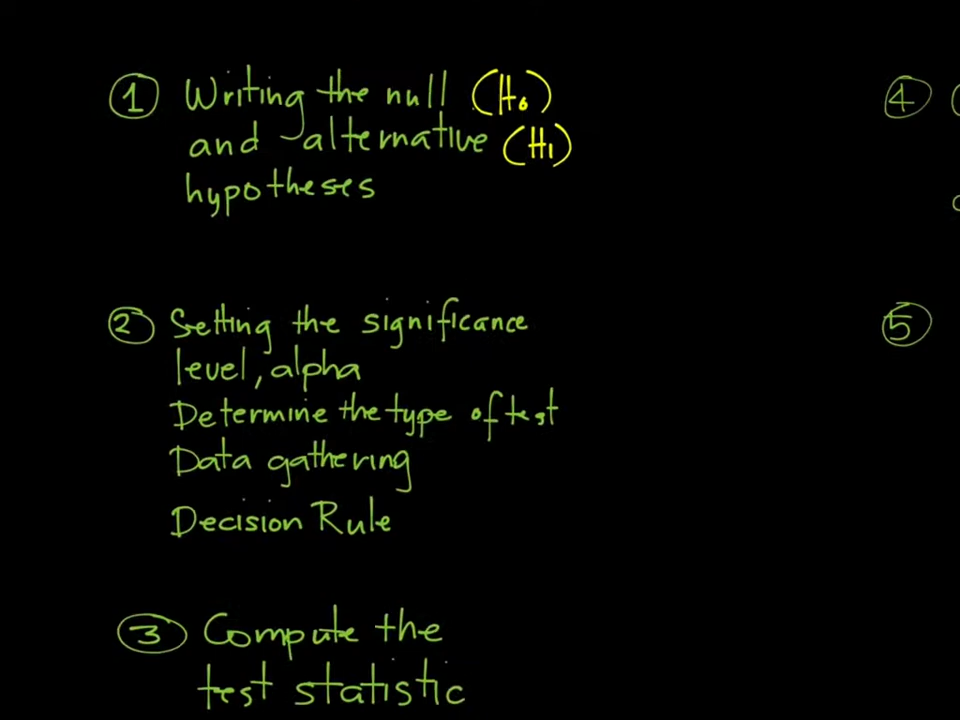 1 Writing the null (H0)
and alternative (H1)
hypotheses
2 Setting the significance
level, alpha
Determine the type of test
Data gathering
Decision Rule
3 Compute the
test statistic
4
5